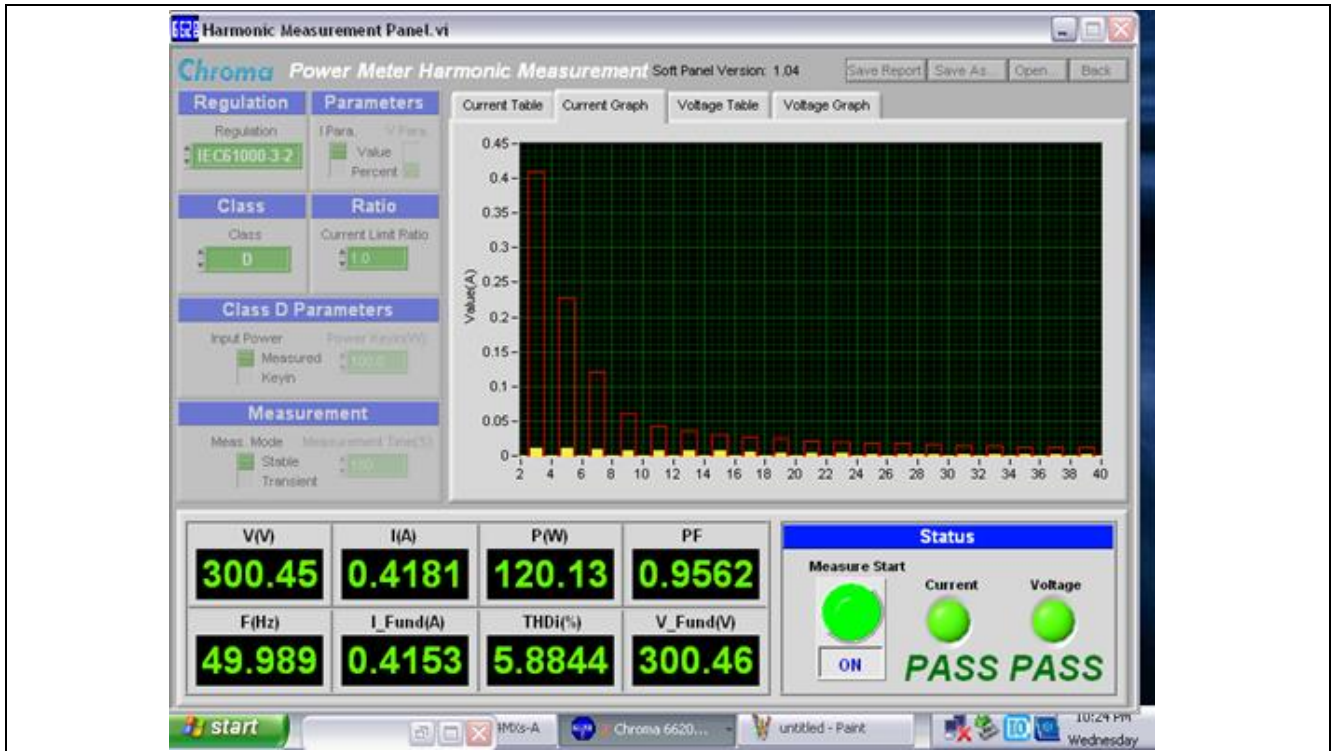 Harmonic Measurement Panel.vi
Chroma Power Meter Harmonic Measurement Soft Panel Version: 1.04 Save Report Save As... Open... Back
Regulation Parameters
Regulation
IEC61000-3-2
I Para. V Para.
Value
Percent
Class Ratio
Class
D
Current Limit Ratio
1.0
Class D Parameters
Input Power Power Keyin(W)
Measured 100.0
Keyin
Measurement
Meas. Mode Measurement Time(S)
Stable
Transient
Current Table Current Graph Voltage Table Voltage Graph
Value(A)
0.45
0.4
0.35
0.3
0.25
0.2
0.15
0.1
0.05
0
2 4 6 8 10 12 14 16 18 20 22 24 26 28 30 32 34 36 38 40
V(V) I(A) P(W) PF
300.45 0.4181 120.13 0.9562
F(Hz) I_Fund(A) THDi(%) V_Fund(V)
49.989 0.4153 5.8844 300.46
Status
Measure Start
Current Voltage
ON
PASS PASS
start
Chroma 6620...
untitled - Paint
10:24 PM
Wednesday